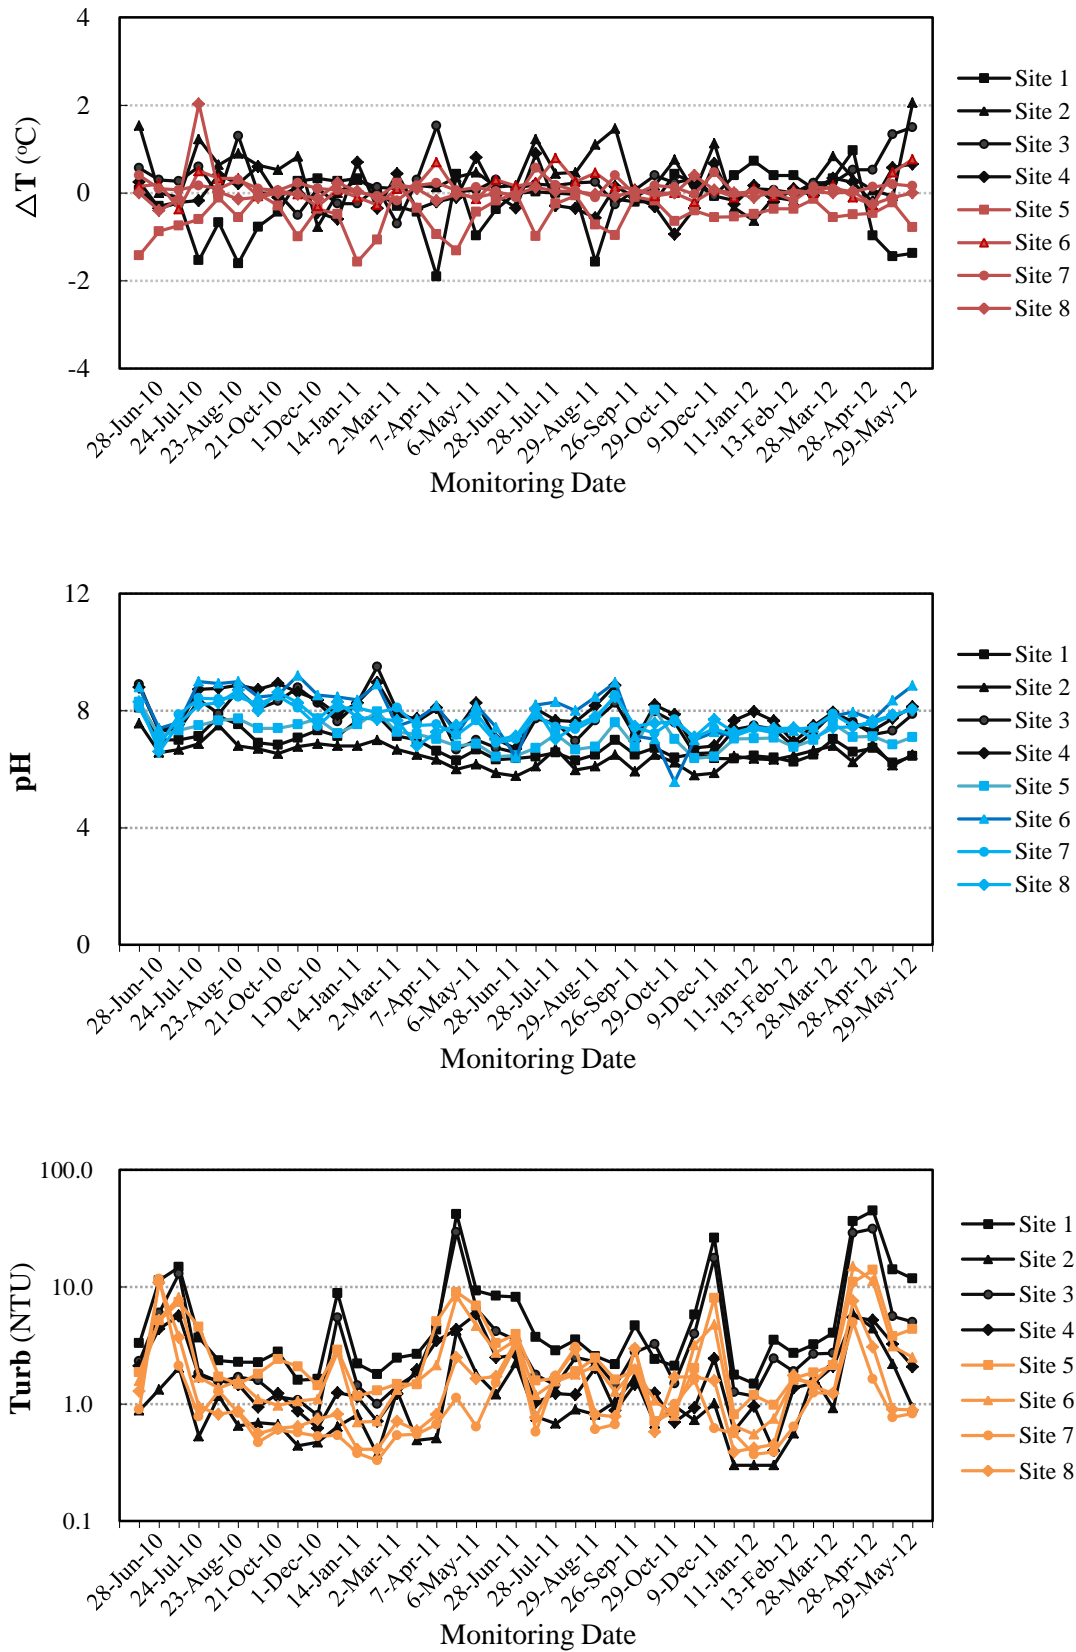 4
2
0
-2
-4
ΔT (°C)
28-Jun-10
24-Jul-10
23-Aug-10
21-Oct-10
1-Dec-10
14-Jan-11
2-Mar-11
7-Apr-11
6-May-11
28-Jun-11
28-Jul-11
29-Aug-11
26-Sep-11
29-Oct-11
9-Dec-11
11-Jan-12
13-Feb-12
28-Mar-12
28-Apr-12
29-May-12
Monitoring Date
Site 1
Site 2
Site 3
Site 4
Site 5
Site 6
Site 7
Site 8
12
8
4
0
pH
28-Jun-10
24-Jul-10
23-Aug-10
21-Oct-10
1-Dec-10
14-Jan-11
2-Mar-11
7-Apr-11
6-May-11
28-Jun-11
28-Jul-11
29-Aug-11
26-Sep-11
29-Oct-11
9-Dec-11
11-Jan-12
13-Feb-12
28-Mar-12
28-Apr-12
29-May-12
Monitoring Date
Site 1
Site 2
Site 3
Site 4
Site 5
Site 6
Site 7
Site 8
100.0
10.0
1.0
0.1
Turb (NTU)
28-Jun-10
24-Jul-10
23-Aug-10
21-Oct-10
1-Dec-10
14-Jan-11
2-Mar-11
7-Apr-11
6-May-11
28-Jun-11
28-Jul-11
29-Aug-11
26-Sep-11
29-Oct-11
9-Dec-11
11-Jan-12
13-Feb-12
28-Mar-12
28-Apr-12
29-May-12
Monitoring Date
Site 1
Site 2
Site 3
Site 4
Site 5
Site 6
Site 7
Site 8